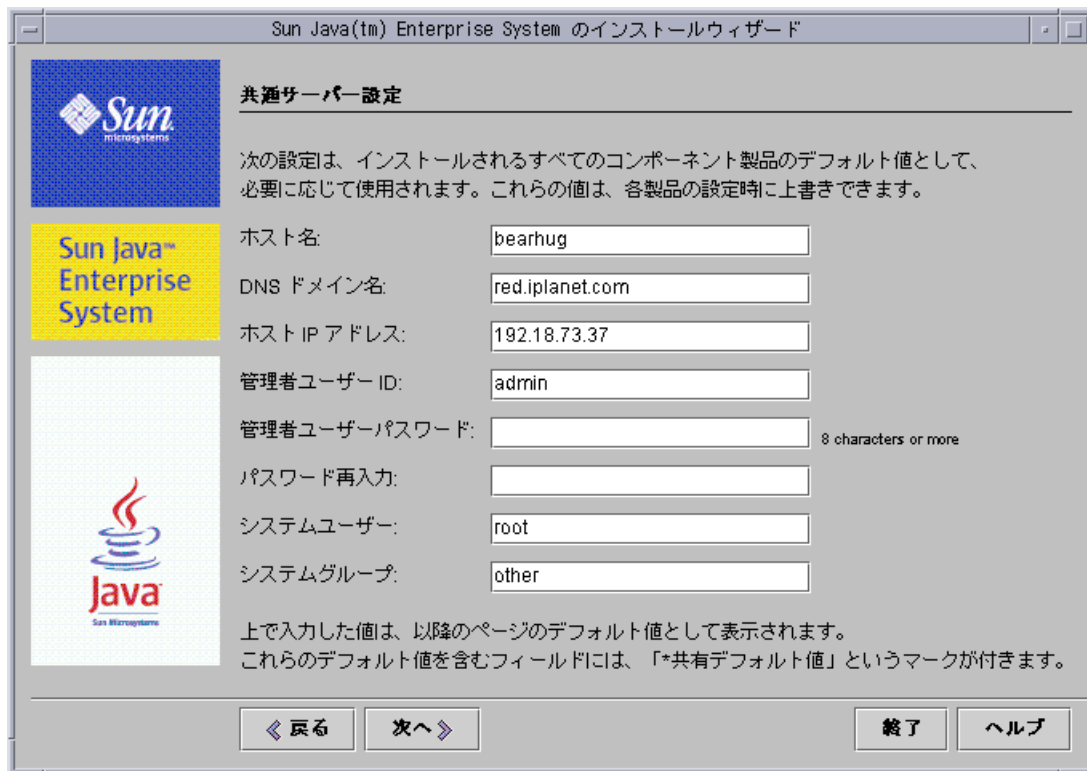 Sun Java(tm) Enterprise System のインストールウィザード
Sun
microsystems
共通サーバー設定
次の設定は、インストールされるすべてのコンポーネント製品のデフォルト値として、
必要に応じて使用されます。これらの値は、各製品の設定時に上書きできます。
Sun Java™
Enterprise
System
ホスト名: bearhug
DNS ドメイン名: red.iplanet.com
ホスト IP アドレス: 192.18.73.37
管理者ユーザー ID: admin
管理者ユーザーパスワード: 8 characters or more
パスワード再入力:
システムユーザー: root
システムグループ: other
Java
Sun Microsystems
上で入力した値は、以降のページのデフォルト値として表示されます。
これらのデフォルト値を含むフィールドには、「*共有デフォルト値」というマークが付きます。
戻る 次へ 終了 ヘルプ